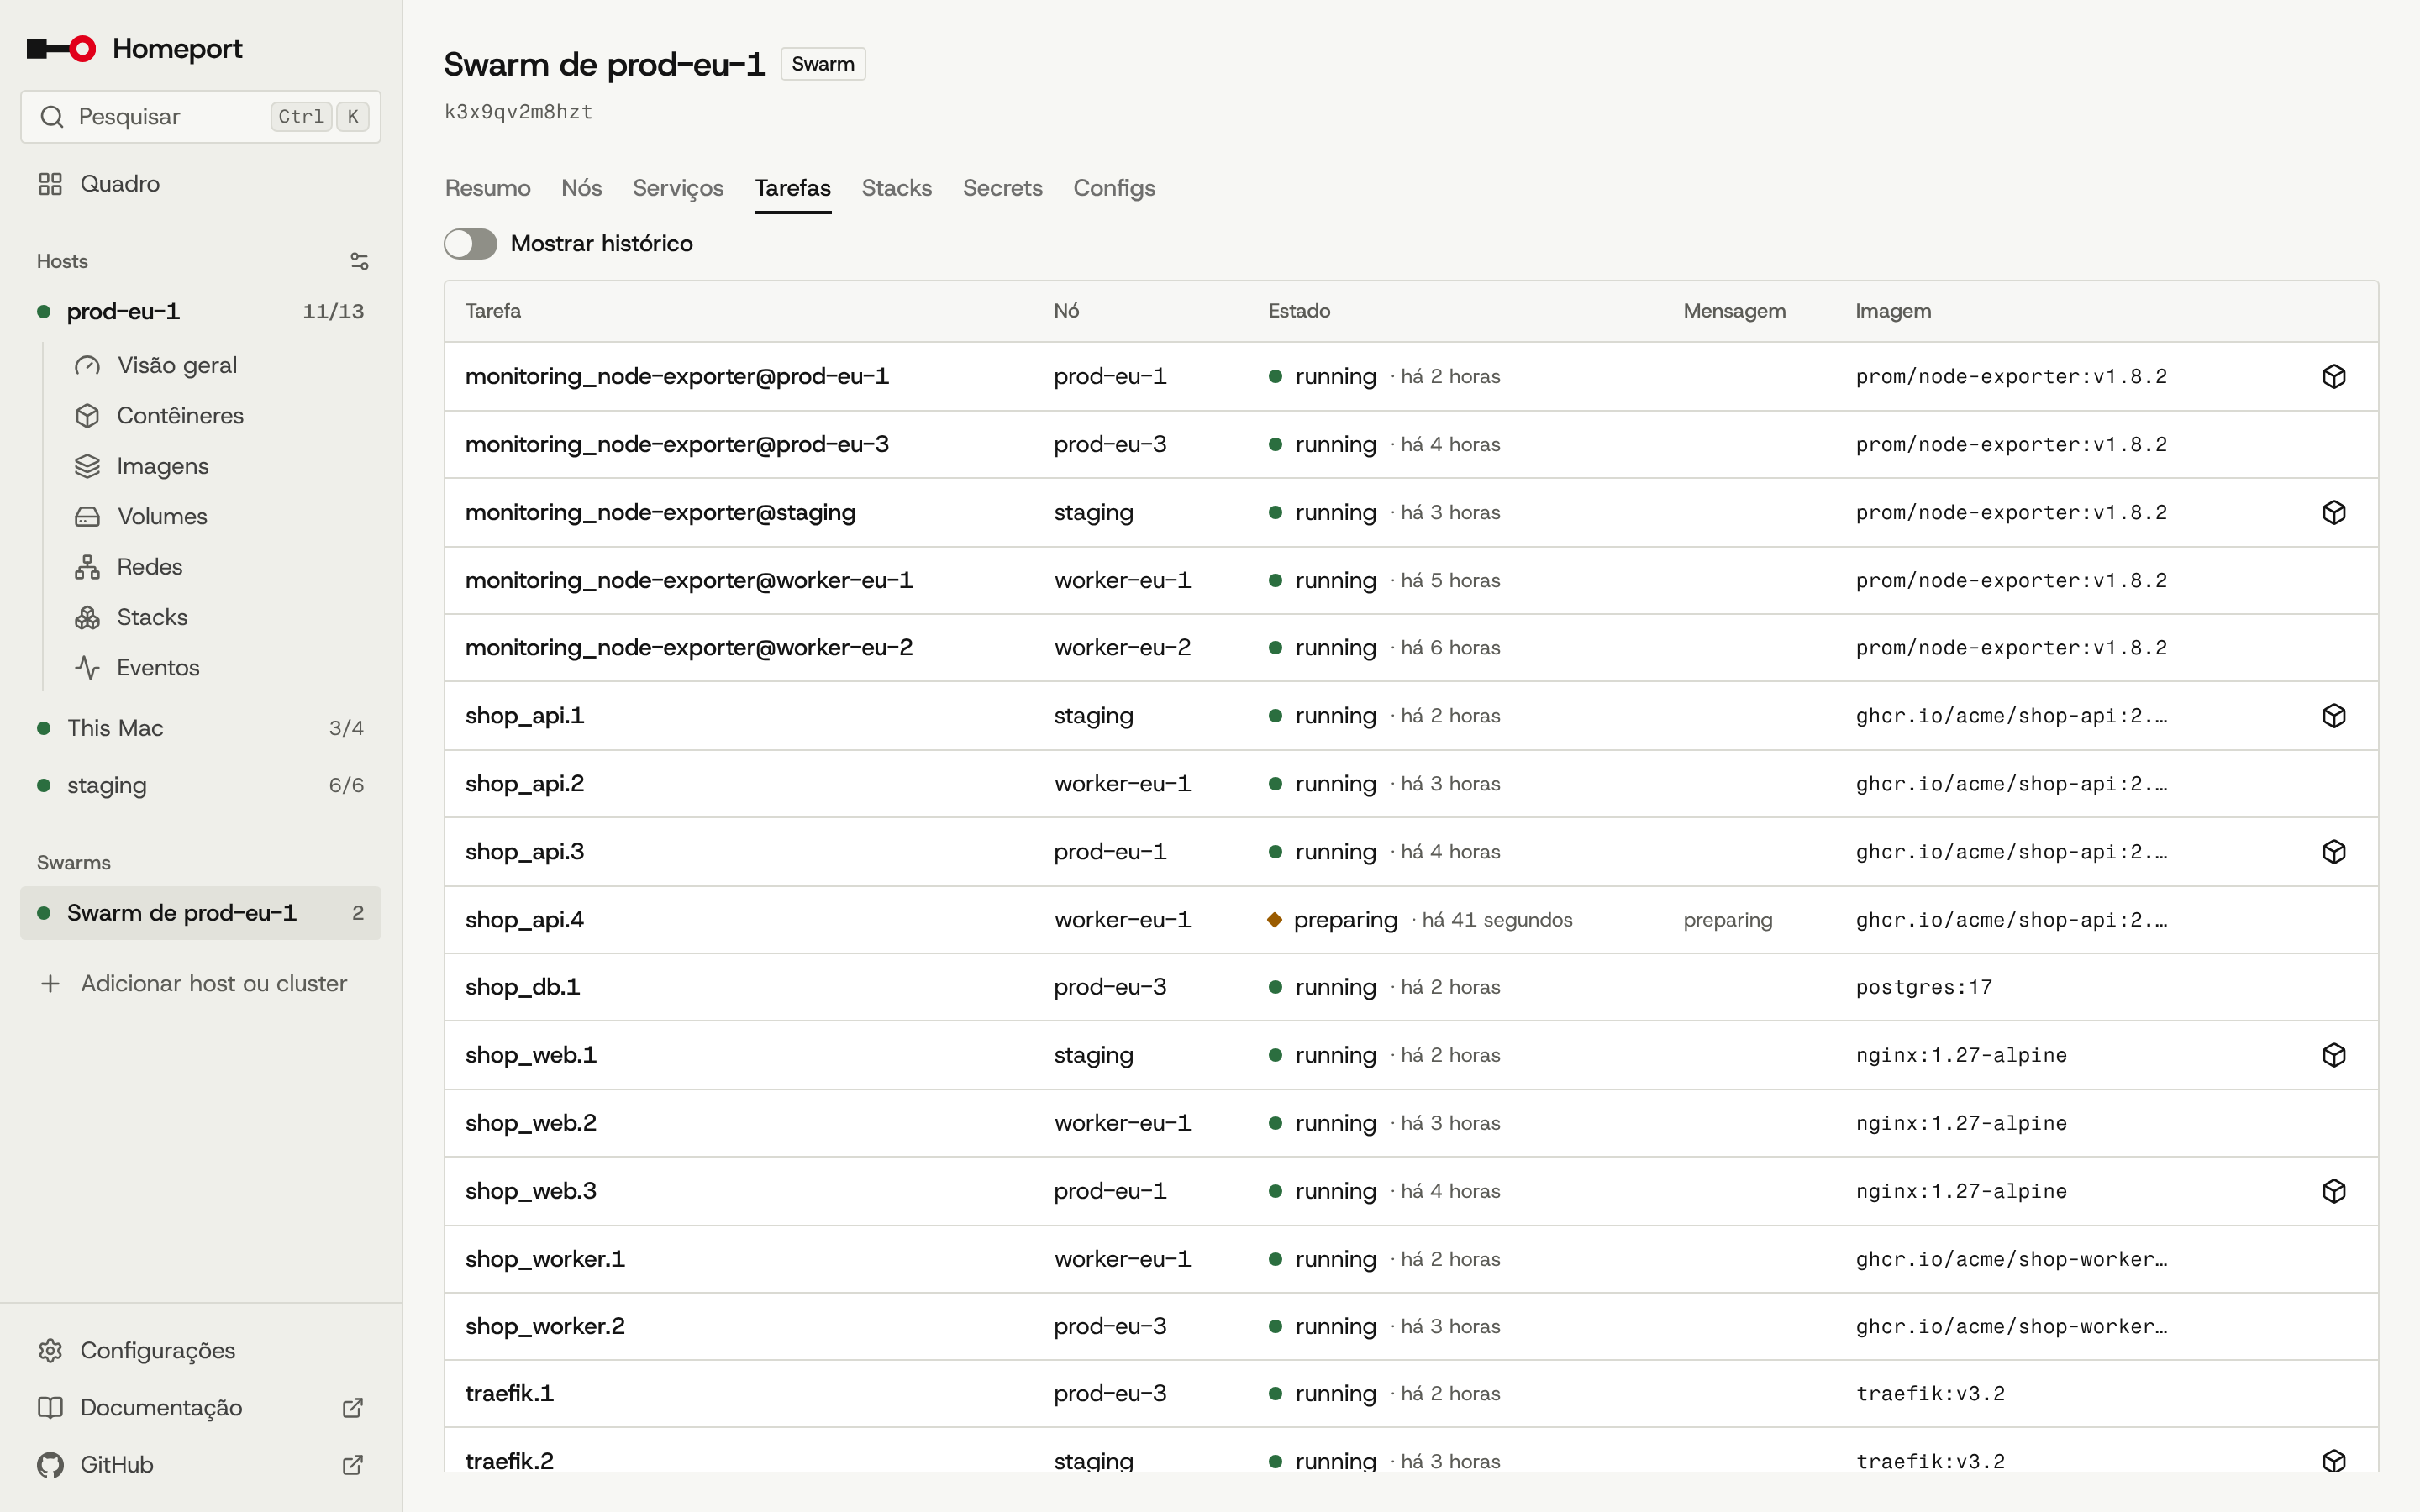 Homeport
Pesquisar Ctrl K
Quadro
Hosts
prod-eu-1 11/13
Visão geral
Contêineres
Imagens
Volumes
Redes
Stacks
Eventos
This Mac 3/4
staging 6/6
Swarms
Swarm de prod-eu-1 2
Adicionar host ou cluster
Configurações
Documentação
GitHub
Swarm de prod-eu-1 Swarm
k3x9qv2m8hzt
Resumo Nós Serviços Tarefas Stacks Secrets Configs
Mostrar histórico
Tarefa Nó Estado Mensagem Imagem
monitoring_node-exporter@prod-eu-1 prod-eu-1 running · há 2 horas prom/node-exporter:v1.8.2
monitoring_node-exporter@prod-eu-3 prod-eu-3 running · há 4 horas prom/node-exporter:v1.8.2
monitoring_node-exporter@staging staging running · há 3 horas prom/node-exporter:v1.8.2
monitoring_node-exporter@worker-eu-1 worker-eu-1 running · há 5 horas prom/node-exporter:v1.8.2
monitoring_node-exporter@worker-eu-2 worker-eu-2 running · há 6 horas prom/node-exporter:v1.8.2
shop_api.1 staging running · há 2 horas ghcr.io/acme/shop-api:2.…
shop_api.2 worker-eu-1 running · há 3 horas ghcr.io/acme/shop-api:2.…
shop_api.3 prod-eu-1 running · há 4 horas ghcr.io/acme/shop-api:2.…
shop_api.4 worker-eu-1 preparing · há 41 segundos preparing ghcr.io/acme/shop-api:2.…
shop_db.1 prod-eu-3 running · há 2 horas postgres:17
shop_web.1 staging running · há 2 horas nginx:1.27-alpine
shop_web.2 worker-eu-1 running · há 3 horas nginx:1.27-alpine
shop_web.3 prod-eu-1 running · há 4 horas nginx:1.27-alpine
shop_worker.1 worker-eu-1 running · há 2 horas ghcr.io/acme/shop-worker…
shop_worker.2 prod-eu-3 running · há 3 horas ghcr.io/acme/shop-worker…
traefik.1 prod-eu-3 running · há 2 horas traefik:v3.2
traefik.2 staging running · há 3 horas traefik:v3.2